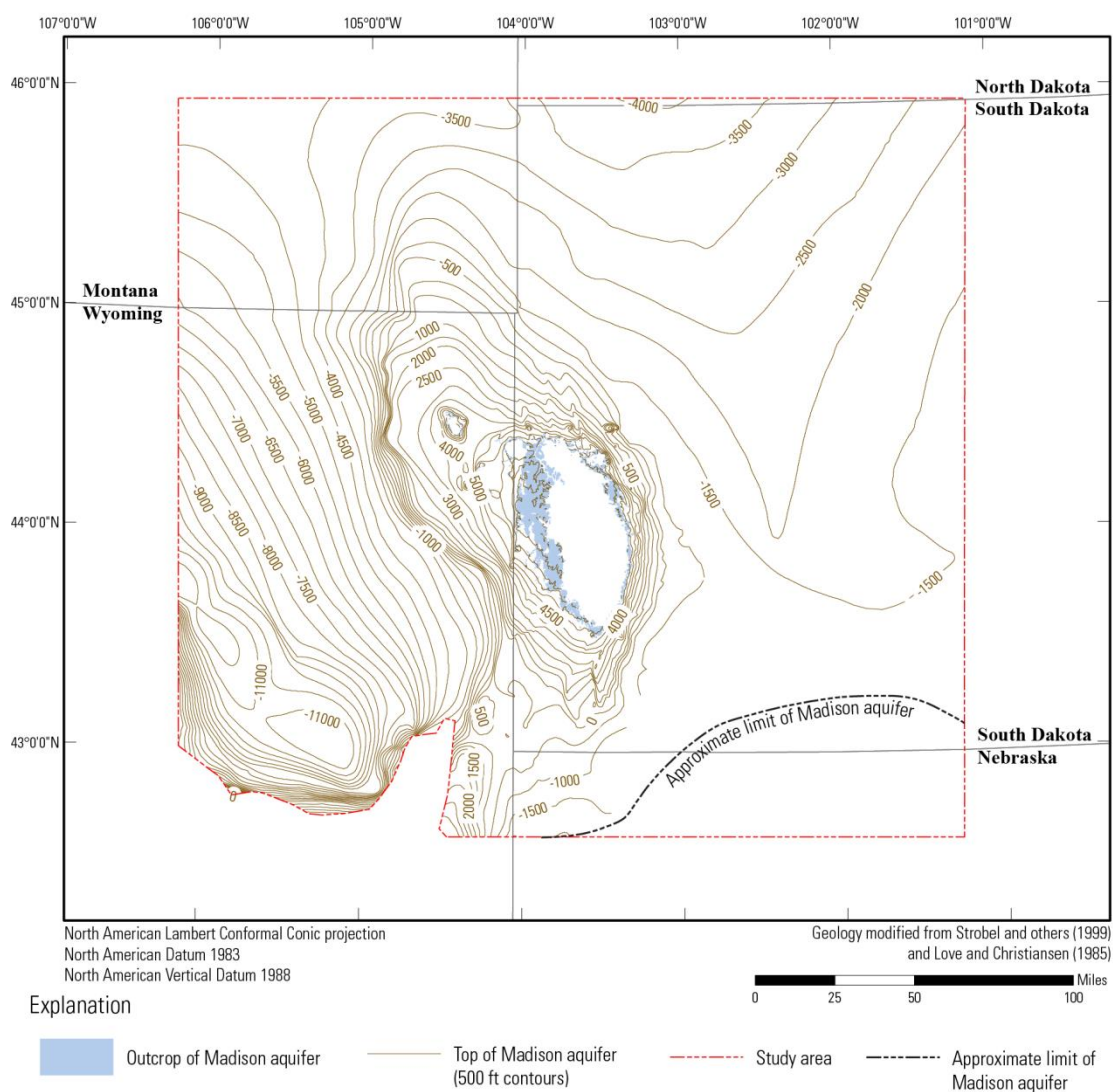 107°0'0"W
106°0'0"W
105°0'0"W
104°0'0"W
103°0'0"W
102°0'0"W
101°0'0"W
46°0'0"N
North Dakota
South Dakota
-4000
-3500
-3500
-3000
-2500
-2000
-500
45°0'0"N
Montana
Wyoming
1000
2000
2500
-4000
-5500
-5000
-4500
-7000
-6500
-6000
4000
5000
500
3000
-1500
-9000
-8500
-8000
-7500
44°0'0"N
-1000
-1500
4500
4000
-11000
-11000
43°0'0"N
500
0
Approximate limit of Madison aquifer
South Dakota
Nebraska
-1000
1500
-1500
2000
0
North American Lambert Conformal Conic projection
North American Datum 1983
North American Vertical Datum 1988
Geology modified from Strobel and others (1999)
and Love and Christiansen (1985)
Miles
0 25 50 100
Explanation
Outcrop of Madison aquifer
Top of Madison aquifer
(500 ft contours)
Study area
Approximate limit of
Madison aquifer